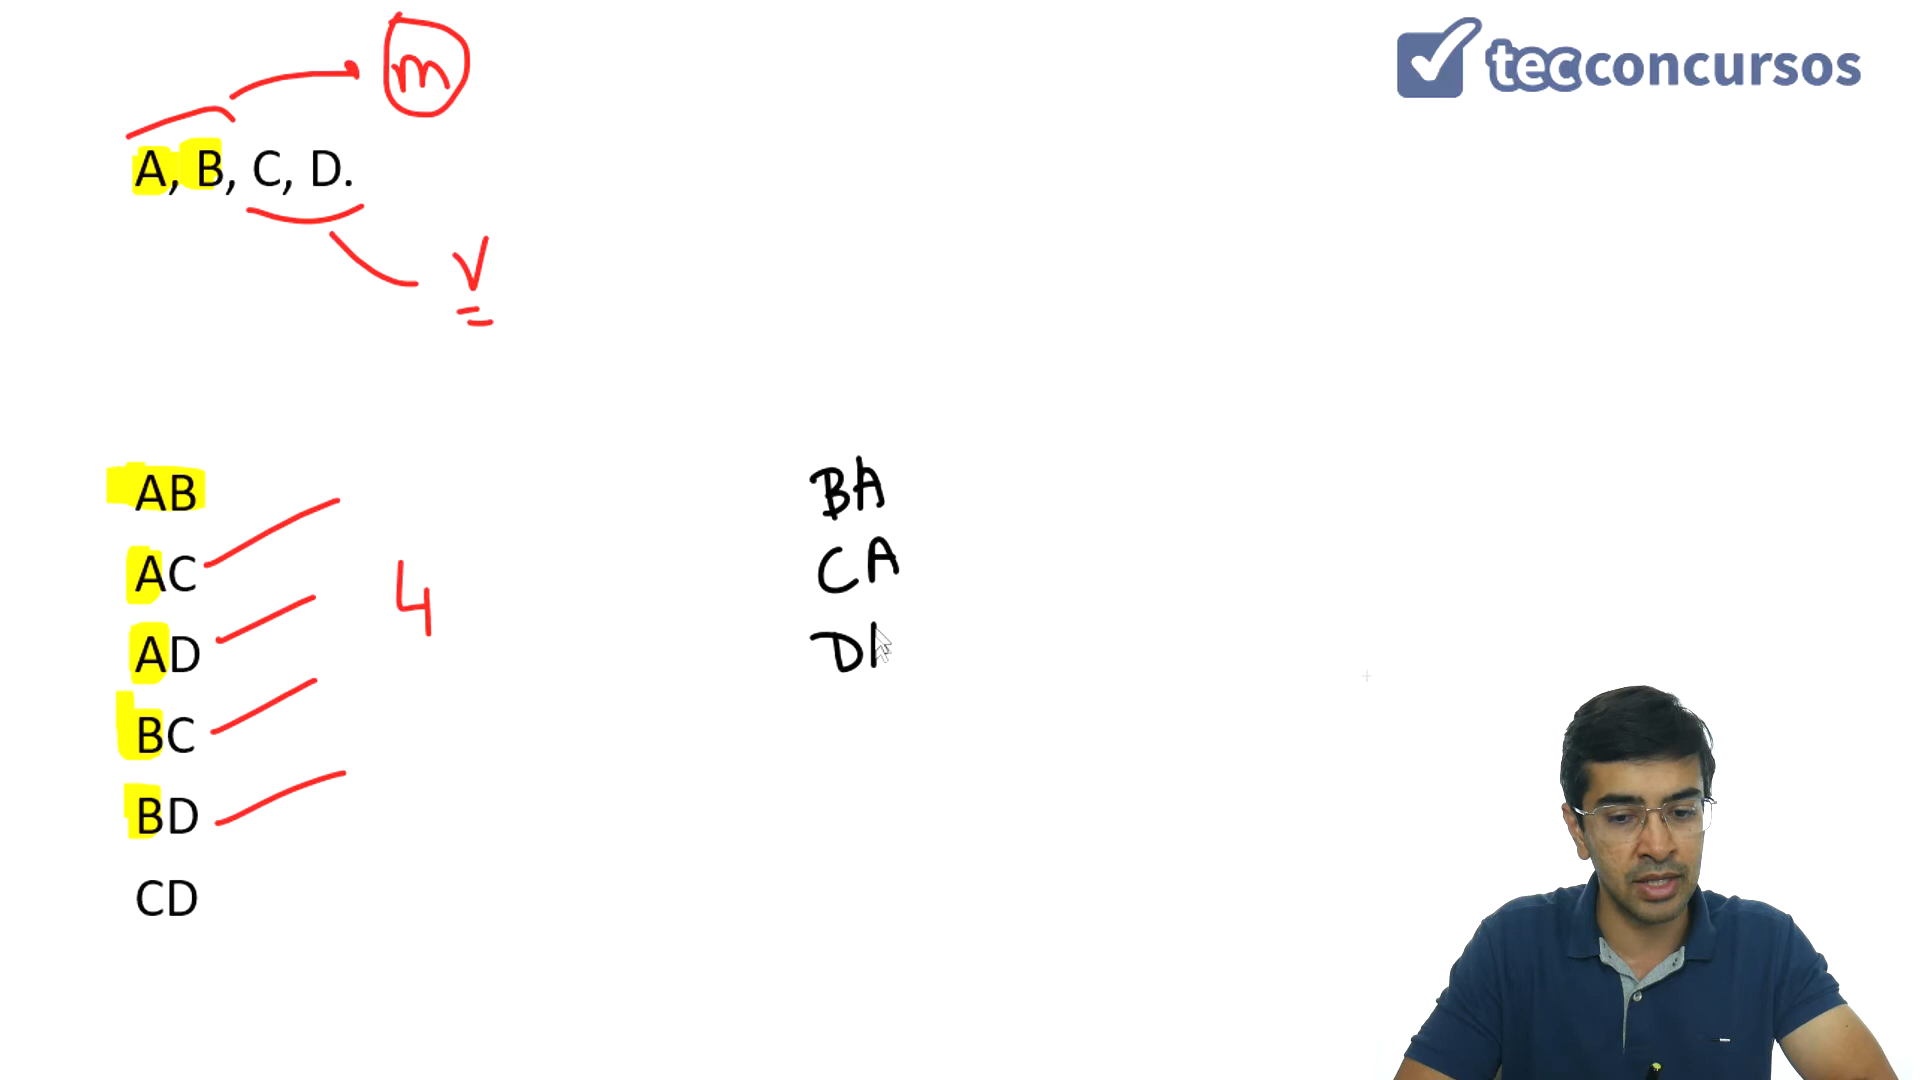 tecconcursos
m
A, B, C, D.
V
AB
AC
AD
BC
BD
CD
4
BA
CA
D